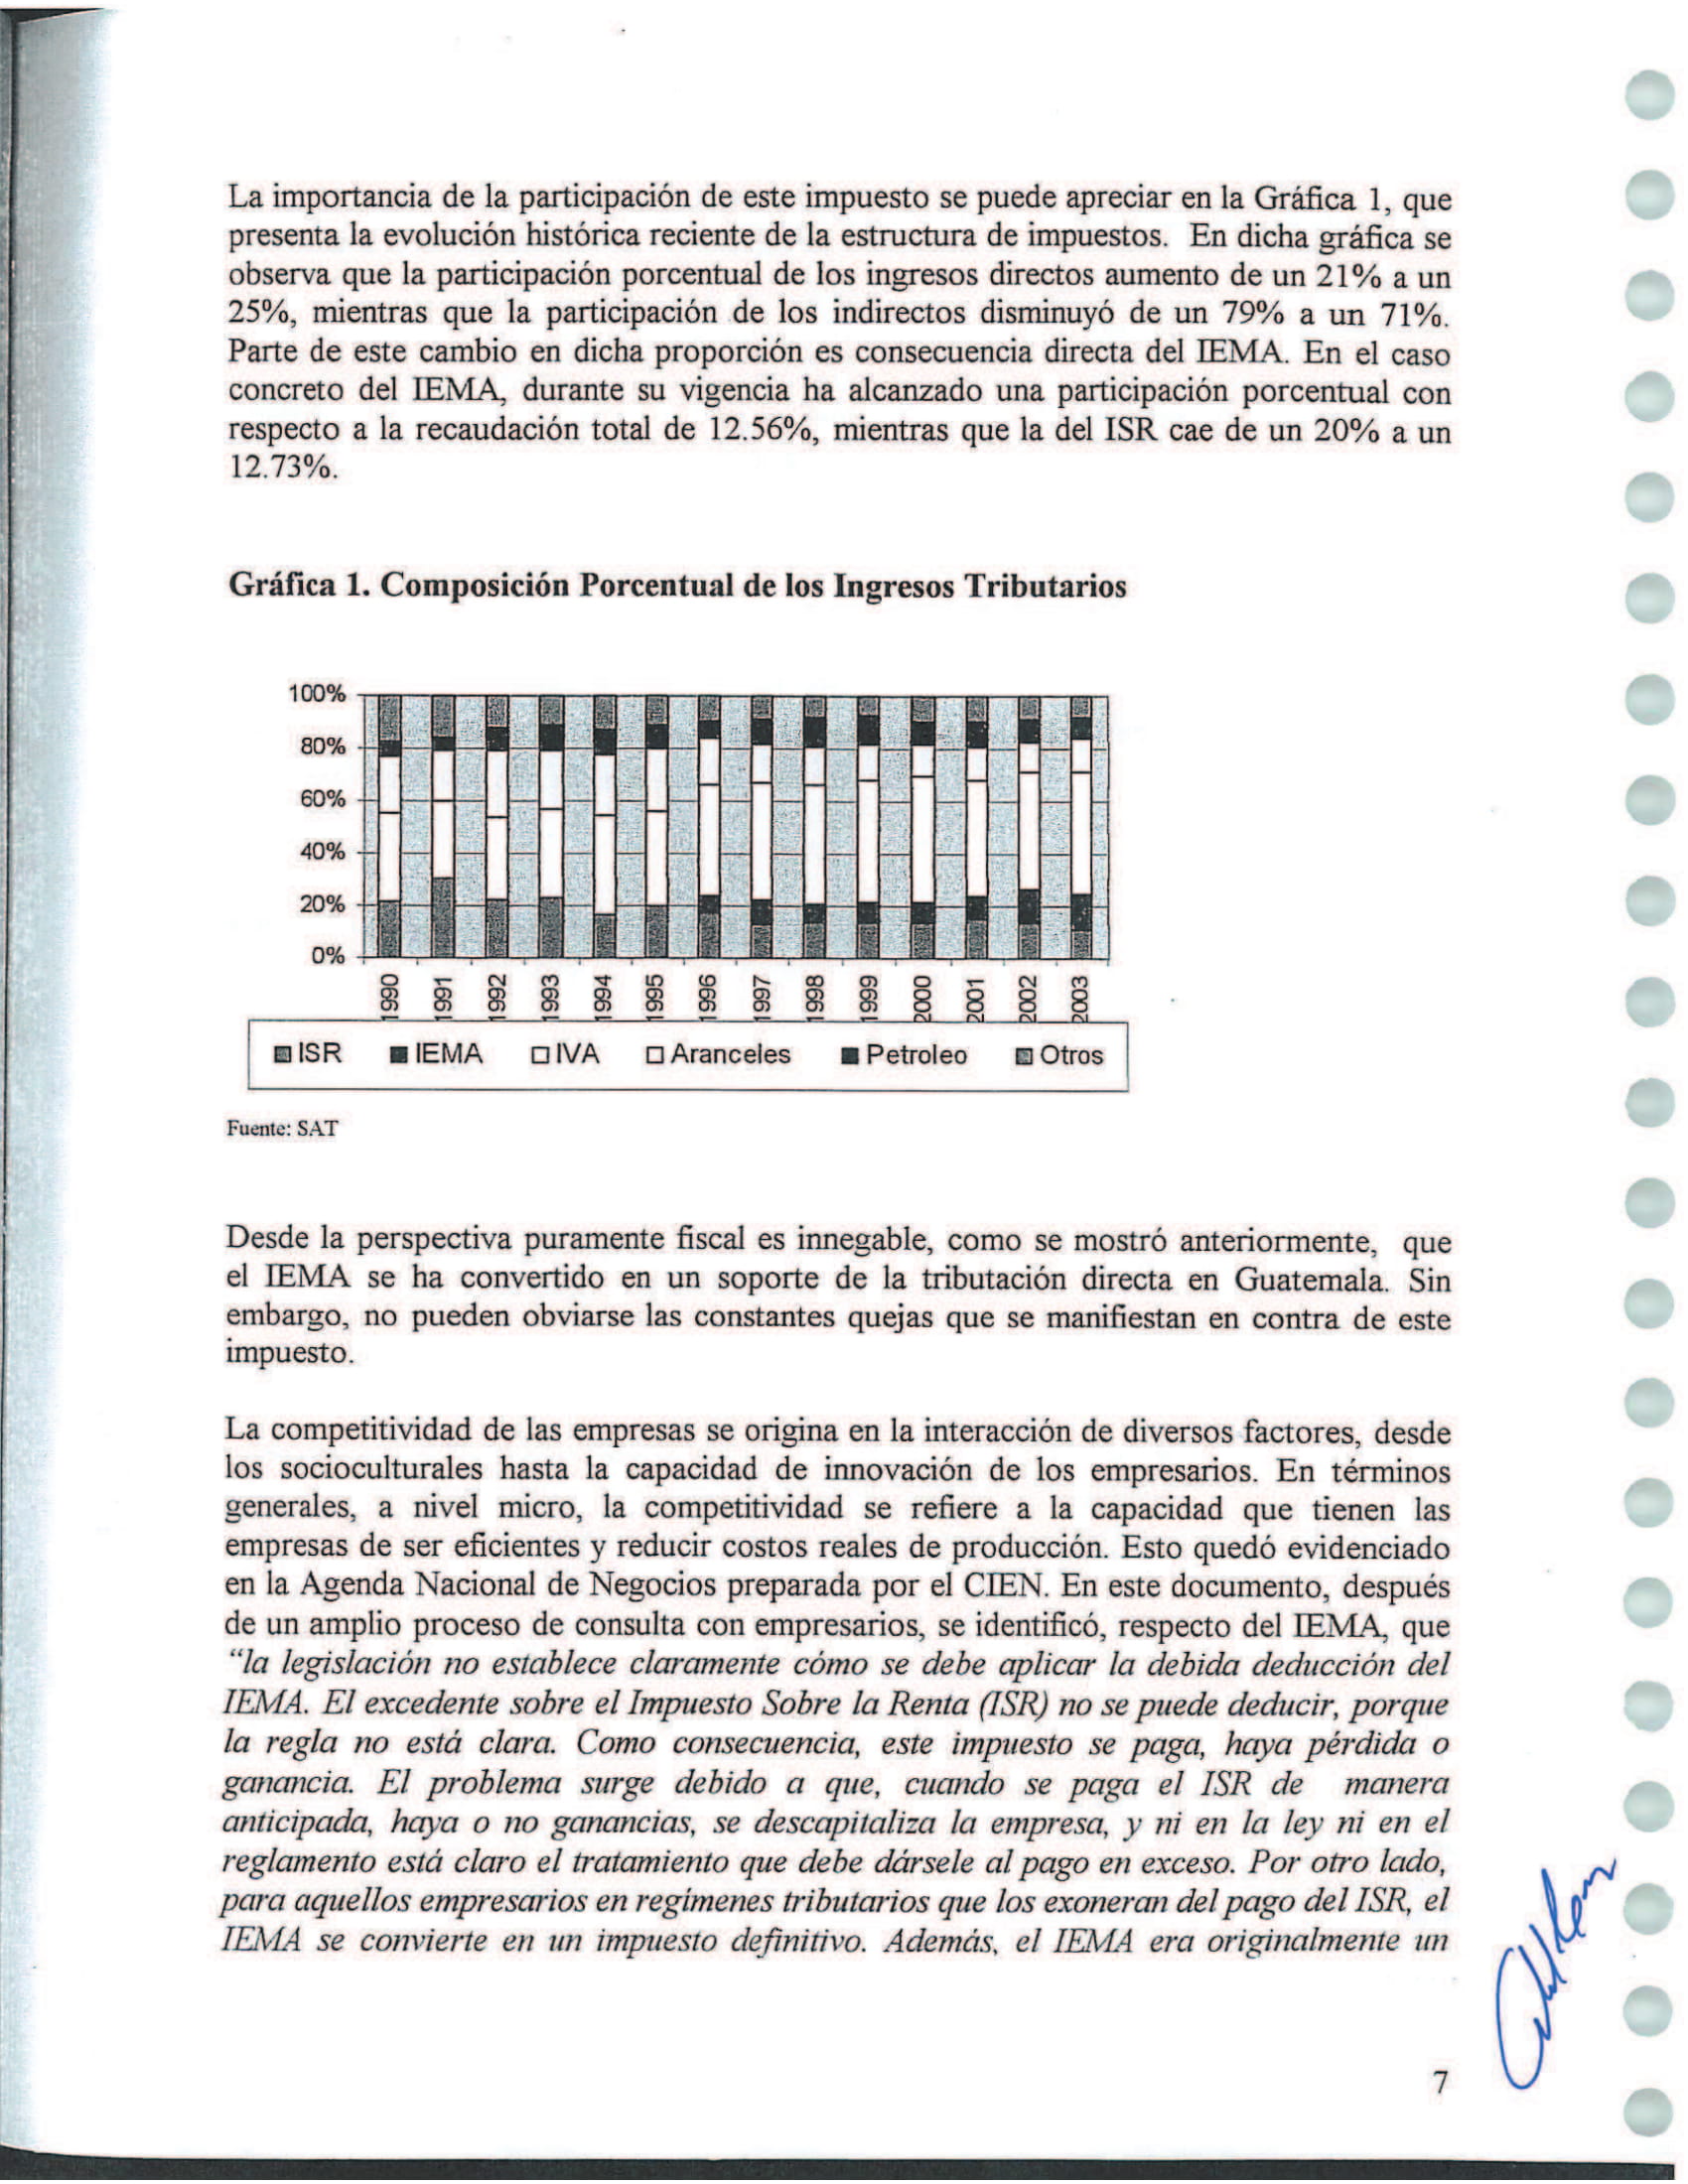 La importancia de la participación de este impuesto se puede apreciar en la Gráfica 1, que
presenta la evolución histórica reciente de la estructura de impuestos. En dicha gráfica se
observa que la participación porcentual de los ingresos directos aumento de un 21% a un
25%, mientras que la participación de los indirectos disminuyó de un 79% a un 71%.
Parte de este cambio en dicha proporción es consecuencia directa del IEMA. En el caso
concreto del IEMA, durante su vigencia ha alcanzado una participación porcentual con
respecto a la recaudación total de 12.56%, mientras que la del ISR cae de un 20% a un
12.73%.
Gráfica 1. Composición Porcentual de los Ingresos Tributarios
100%
80%
60%
40%
20%
0%
1990 1991 1992 1993 1994 1995 1996 1997 1998 1999 2000 2001 2002 2003
ISR IEMA IVA Aranceles Petroleo Otros
Fuente: SAT
Desde la perspectiva puramente fiscal es innegable, como se mostró anteriormente, que
el IEMA se ha convertido en un soporte de la tributación directa en Guatemala. Sin
embargo, no pueden obviarse las constantes quejas que se manifiestan en contra de este
impuesto.
La competitividad de las empresas se origina en la interacción de diversos factores, desde
los socioculturales hasta la capacidad de innovación de los empresarios. En términos
generales, a nivel micro, la competitividad se refiere a la capacidad que tienen las
empresas de ser eficientes y reducir costos reales de producción. Esto quedó evidenciado
en la Agenda Nacional de Negocios preparada por el CIEN. En este documento, después
de un amplio proceso de consulta con empresarios, se identificó, respecto del IEMA, que
“la legislación no establece claramente cómo se debe aplicar la debida deducción del
IEMA. El excedente sobre el Impuesto Sobre la Renta (ISR) no se puede deducir, porque
la regla no está clara. Como consecuencia, este impuesto se paga, haya pérdida o
ganancia. El problema surge debido a que, cuando se paga el ISR de manera
anticipada, haya o no ganancias, se descapitaliza la empresa, y ni en la ley ni en el
reglamento está claro el tratamiento que debe dársele al pago en exceso. Por otro lado,
para aquellos empresarios en regímenes tributarios que los exoneran del pago del ISR, el
IEMA se convierte en un impuesto definitivo. Además, el IEMA era originalmente un
7